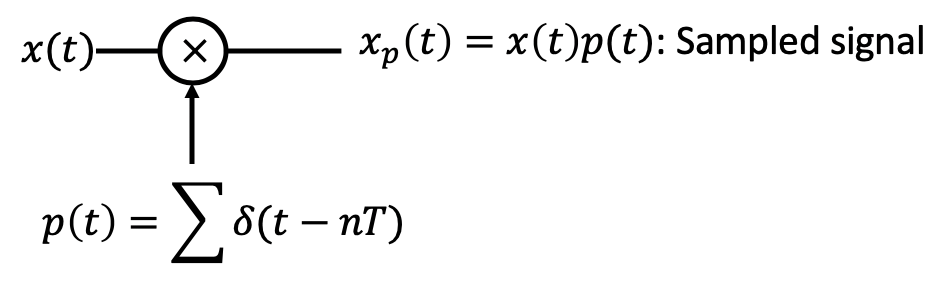 x(t) × x_p(t) = x(t)p(t): Sampled signal
p(t) = ∑ δ(t − nT)